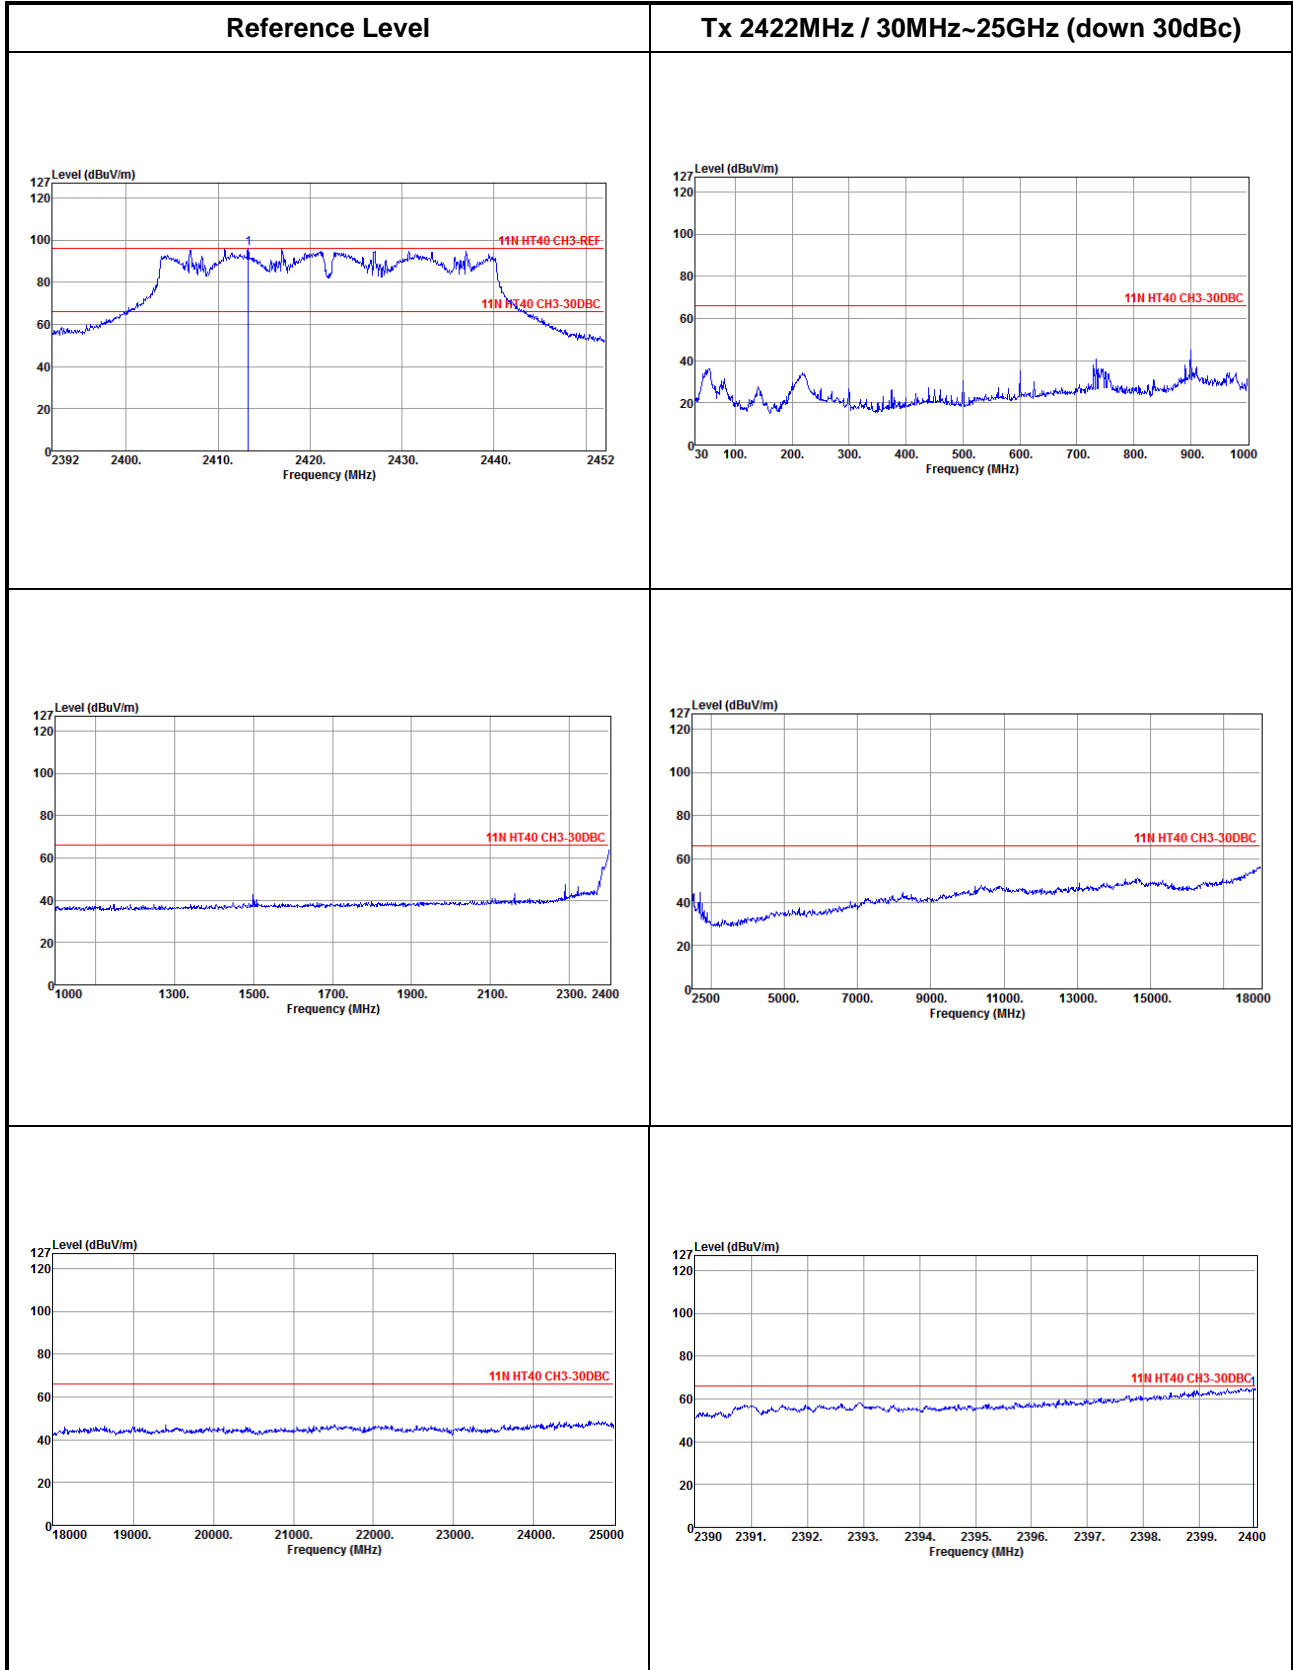 Reference Level
Tx 2422MHz / 30MHz~25GHz (down 30dBc)
Level (dBuV/m)
127
120
100
80
60
40
20
0
1
11N HT40 CH3-REF
11N HT40 CH3-30DBC
2392 2400. 2410. 2420. 2430. 2440. 2452
Frequency (MHz)
Level (dBuV/m)
127
120
100
80
60
40
20
0
11N HT40 CH3-30DBC
30 100. 200. 300. 400. 500. 600. 700. 800. 900. 1000
Frequency (MHz)
Level (dBuV/m)
127
120
100
80
60
40
20
0
11N HT40 CH3-30DBC
1000 1300. 1500. 1700. 1900. 2100. 2300. 2400
Frequency (MHz)
Level (dBuV/m)
127
120
100
80
60
40
20
0
11N HT40 CH3-30DBC
2500 5000. 7000. 9000. 11000. 13000. 15000. 18000
Frequency (MHz)
Level (dBuV/m)
127
120
100
80
60
40
20
0
11N HT40 CH3-30DBC
18000 19000. 20000. 21000. 22000. 23000. 24000. 25000
Frequency (MHz)
Level (dBuV/m)
127
120
100
80
60
40
20
0
11N HT40 CH3-30DBC
1
2390 2391. 2392. 2393. 2394. 2395. 2396. 2397. 2398. 2399. 2400
Frequency (MHz)